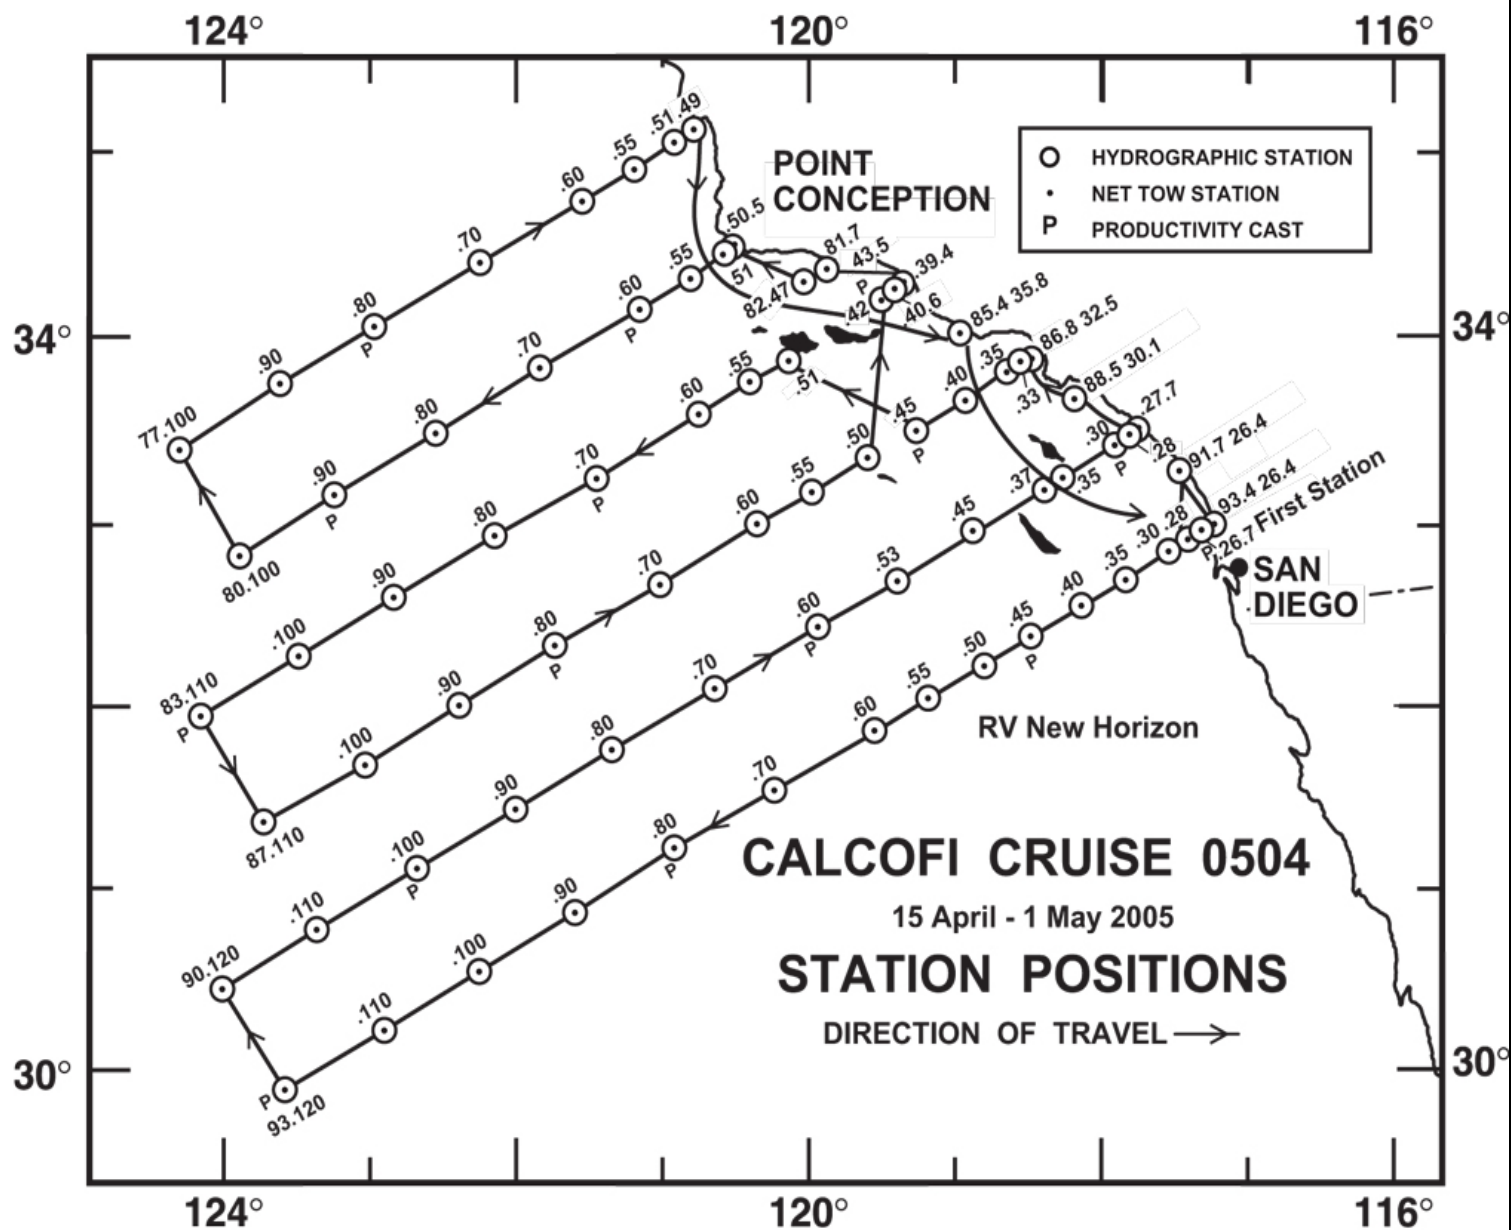 124° 120° 116°
.51 .49
.55
.60
.70
.80
P
.90
77.100
POINT
CONCEPTION
HYDROGRAPHIC STATION
NET TOW STATION
P PRODUCTIVITY CAST
.50.5
51
.55
.60
P
.70
.80
.90
P
80.100
81.7 43.5
82.47
.39.4
P
.42
40.6
85.4 35.8
86.8 32.5
88.5 30.1
.27.7
91.7 26.4
93.4 26.4
First Station
34° 34°
.35
.33
.40
.45
P
.51
.55
.60
.70
P
.80
.90
.100
83.110
P
.28
.30
P
.35
.37
.45
.53
.60
P
.70
.80
.90
.100
P
.110
90.120
.50
.55
.60
.70
.80
P
.90
.100
87.110
P
.26.7
.28
.30
.35
.40
.45
P
.50
.55
.60
.70
.80
P
.90
.100
.110
P
93.120
SAN
DIEGO
RV New Horizon
CALCOFI CRUISE 0504
15 April - 1 May 2005
STATION POSITIONS
DIRECTION OF TRAVEL
30° 30°
124° 120° 116°